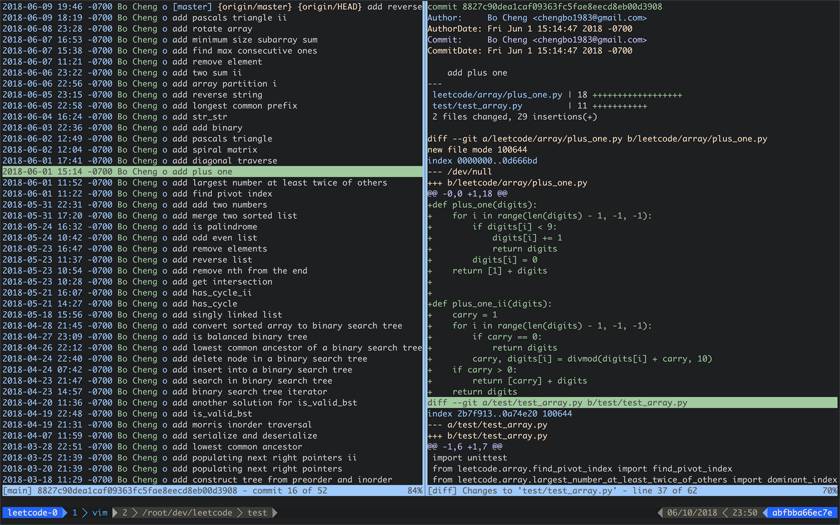 2018-06-09 19:46 -0700 Bo Cheng o [master] {origin/master} {origin/HEAD} add reverse
2018-06-09 18:19 -0700 Bo Cheng o add pascals triangle ii
2018-06-08 23:28 -0700 Bo Cheng o add rotate array
2018-06-07 16:53 -0700 Bo Cheng o add minimum size subarray sum
2018-06-07 15:38 -0700 Bo Cheng o add find max consecutive ones
2018-06-07 11:21 -0700 Bo Cheng o add remove element
2018-06-06 23:22 -0700 Bo Cheng o add two sum ii
2018-06-06 22:56 -0700 Bo Cheng o add array partition i
2018-06-05 23:15 -0700 Bo Cheng o add reverse string
2018-06-05 22:58 -0700 Bo Cheng o add longest common prefix
2018-06-04 16:24 -0700 Bo Cheng o add str_str
2018-06-03 22:36 -0700 Bo Cheng o add add binary
2018-06-02 12:49 -0700 Bo Cheng o add pascals triangle
2018-06-02 12:04 -0700 Bo Cheng o add spiral matrix
2018-06-01 17:41 -0700 Bo Cheng o add diagonal traverse
2018-06-01 15:14 -0700 Bo Cheng o add plus one
2018-06-01 11:52 -0700 Bo Cheng o add largest number at least twice of others
2018-06-01 11:22 -0700 Bo Cheng o add find pivot index
2018-05-31 22:31 -0700 Bo Cheng o add add two numbers
2018-05-31 17:20 -0700 Bo Cheng o add merge two sorted list
2018-05-24 16:32 -0700 Bo Cheng o add is palindrome
2018-05-24 10:42 -0700 Bo Cheng o add odd even list
2018-05-23 16:47 -0700 Bo Cheng o add remove elements
2018-05-23 11:37 -0700 Bo Cheng o add reverse list
2018-05-23 10:54 -0700 Bo Cheng o add remove nth from the end
2018-05-23 10:28 -0700 Bo Cheng o add get intersection
2018-05-21 16:07 -0700 Bo Cheng o add has_cycle_ii
2018-05-21 14:27 -0700 Bo Cheng o add has_cycle
2018-05-18 15:56 -0700 Bo Cheng o add singly linked list
2018-04-28 21:45 -0700 Bo Cheng o add convert sorted array to binary search tree
2018-04-27 23:09 -0700 Bo Cheng o add is balanced binary tree
2018-04-26 22:12 -0700 Bo Cheng o add lowest common ancestor of a binary search tree
2018-04-24 22:40 -0700 Bo Cheng o add delete node in a binary search tree
2018-04-24 07:42 -0700 Bo Cheng o add insert into a binary search tree
2018-04-23 21:47 -0700 Bo Cheng o add search in binary search tree
2018-04-23 14:57 -0700 Bo Cheng o add binary search tree iterator
2018-04-20 11:36 -0700 Bo Cheng o add another solution for is_valid_bst
2018-04-19 22:48 -0700 Bo Cheng o add is_valid_bst
2018-04-19 21:31 -0700 Bo Cheng o add morris inorder traversal
2018-04-07 11:59 -0700 Bo Cheng o add serialize and deserialize
2018-03-28 22:51 -0700 Bo Cheng o add lowest common ancestor
2018-03-25 21:39 -0700 Bo Cheng o add populating next right pointers ii
2018-03-20 21:39 -0700 Bo Cheng o add populating next right pointers
2018-03-18 11:29 -0700 Bo Cheng o add construct tree from preorder and inorder
[main] 8827c90dea1caf09363fc5fae8eecd8eb00d3908 - commit 16 of 52 84%
commit 8827c90dea1caf09363fc5fae8eecd8eb00d3908
Author: Bo Cheng <chengbo1983@gmail.com>
AuthorDate: Fri Jun 1 15:14:47 2018 -0700
Commit: Bo Cheng <chengbo1983@gmail.com>
CommitDate: Fri Jun 1 15:14:47 2018 -0700
add plus one
---
leetcode/array/plus_one.py | 18 ++++++++++++++++++
test/test_array.py | 11 +++++++++++
2 files changed, 29 insertions(+)
diff --git a/leetcode/array/plus_one.py b/leetcode/array/plus_one.py
new file mode 100644
index 0000000..0d666bd
--- /dev/null
+++ b/leetcode/array/plus_one.py
@@ -0,0 +1,18 @@
+def plus_one(digits):
+    for i in range(len(digits) - 1, -1, -1):
+        if digits[i] < 9:
+            digits[i] += 1
+            return digits
+        digits[i] = 0
+    return [1] + digits
+
+
+def plus_one_ii(digits):
+    carry = 1
+    for i in range(len(digits) - 1, -1, -1):
+        if carry == 0:
+            return digits
+        carry, digits[i] = divmod(digits[i] + carry, 10)
+    if carry > 0:
+        return [carry] + digits
+    return digits
diff --git a/test/test_array.py b/test/test_array.py
index 2b7f913..0a74e20 100644
--- a/test/test_array.py
+++ b/test/test_array.py
@@ -1,6 +1,7 @@
import unittest
from leetcode.array.find_pivot_index import find_pivot_index
from leetcode.array.largest_number_at_least_twice_of_others import dominant_index
[diff] Changes to 'test/test_array.py' - line 37 of 62 62%
leetcode-0 1 vim 2 /root/dev/leetcode test 06/10/2018 23:50 abfbba66ec7e